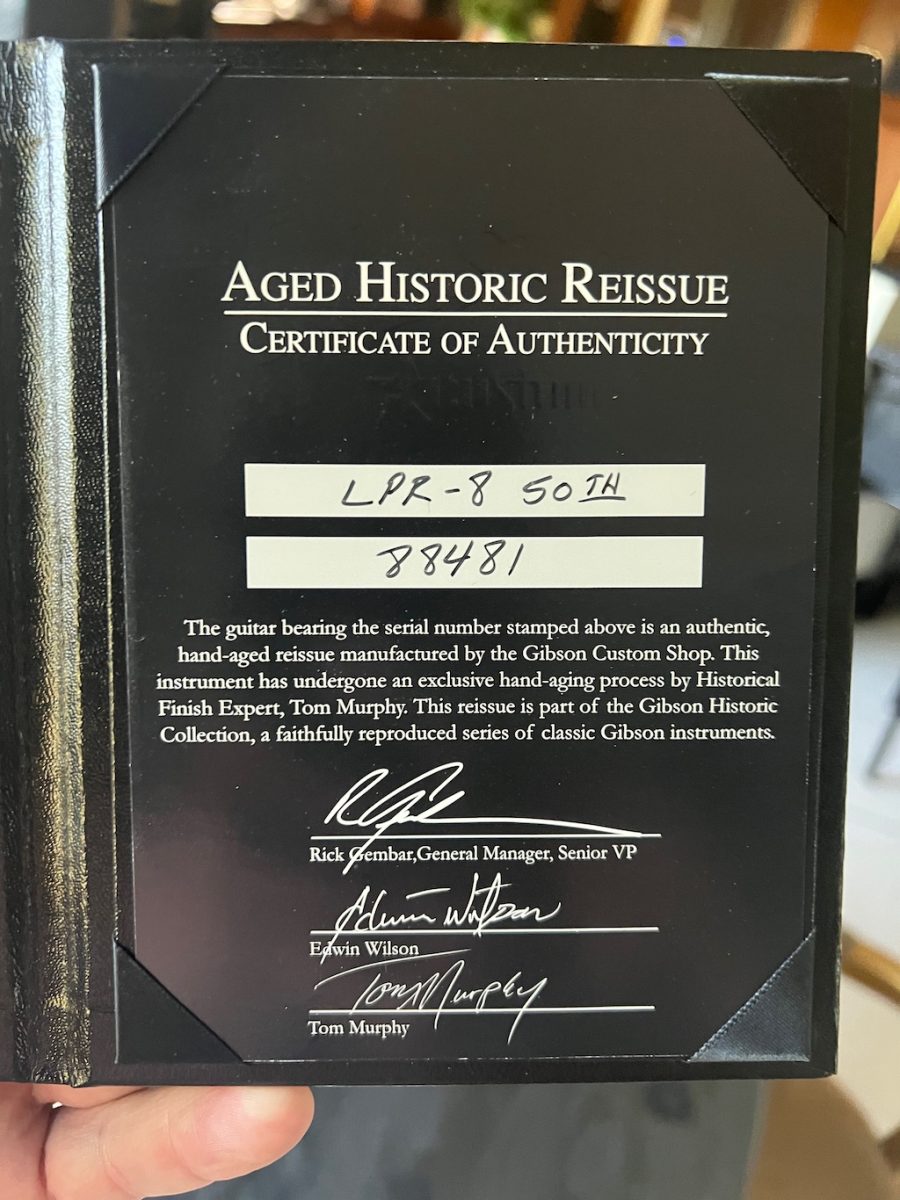 AGED HISTORIC REISSUE
CERTIFICATE OF AUTHENTICITY
LPR-8 50TH
88481
The guitar bearing the serial number stamped above is an authentic,
hand-aged reissue manufactured by the Gibson Custom Shop. This
instrument has undergone an exclusive hand-aging process by Historical
Finish Expert, Tom Murphy. This reissue is part of the Gibson Historic
Collection, a faithfully reproduced series of classic Gibson instruments.
Rick Gembar,General Manager, Senior VP
Edwin Wilson
Edwin Wilson
Tom Murphy
Tom Murphy